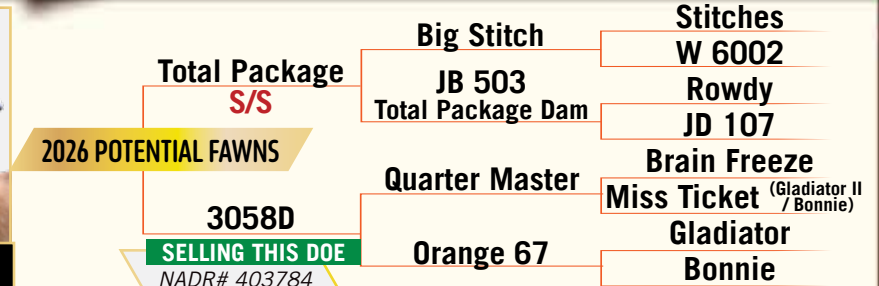 Stitches
Big Stitch
W 6002
Total Package
S/S
JB 503
Total Package Dam
Rowdy
JD 107
2026 POTENTIAL FAWNS
Brain Freeze
Quarter Master
Miss Ticket (Gladiator II / Bonnie)
3058D
SELLING THIS DOE
NADR# 403784
Gladiator
Orange 67
Bonnie